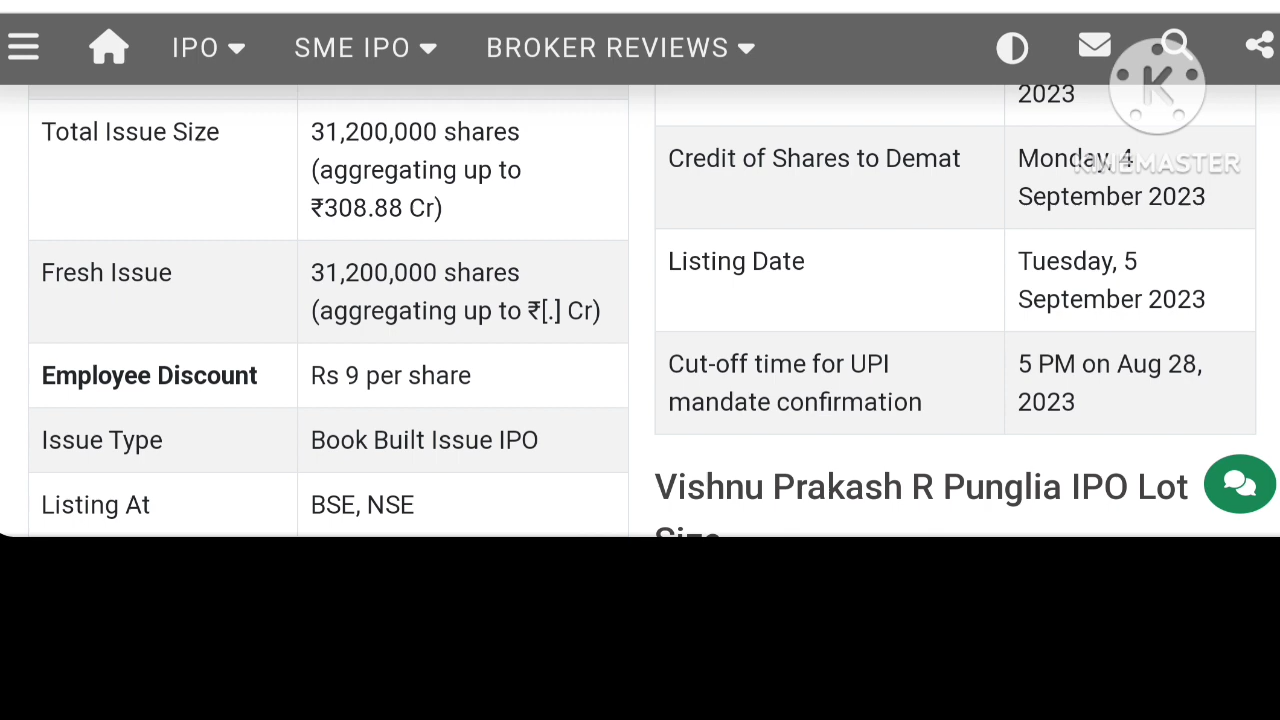 IPO
SME IPO
BROKER REVIEWS
K
KINEMASTER
Total Issue Size
31,200,000 shares
(aggregating up to
₹308.88 Cr)
Fresh Issue
31,200,000 shares
(aggregating up to ₹[.] Cr)
Employee Discount
Rs 9 per share
Issue Type
Book Built Issue IPO
Listing At
BSE, NSE
2023
Credit of Shares to Demat
Monday, 4
September 2023
Listing Date
Tuesday, 5
September 2023
Cut-off time for UPI
mandate confirmation
5 PM on Aug 28,
2023
Vishnu Prakash R Punglia IPO Lot
Size